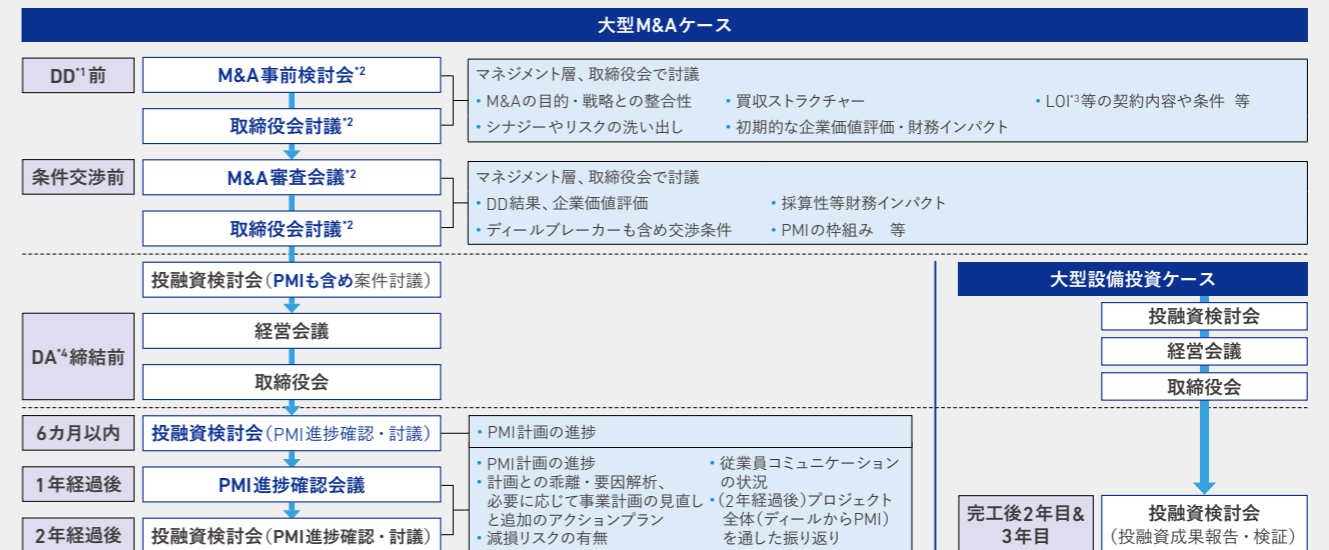 大型M&Aケース
DD*1前
M&A事前検討会*2
取締役会討議*2
マネジメント層、取締役会で討議
・M&Aの目的・戦略との整合性
・買収ストラクチャー
・LOI*3等の契約内容や条件 等
・シナジーやリスクの洗い出し
・初期的な企業価値評価・財務インパクト
条件交渉前
M&A審査会議*2
取締役会討議*2
マネジメント層、取締役会で討議
・DD結果、企業価値評価
・採算性等財務インパクト
・ディールブレーカーも含め交渉条件
・PMIの枠組み 等
投融資検討会(PMIも含め案件討議)
DA*4締結前
経営会議
取締役会
大型設備投資ケース
投融資検討会
経営会議
取締役会
6カ月以内
投融資検討会(PMI進捗確認・討議)
・PMI計画の進捗
1年経過後
PMI進捗確認会議
2年経過後
投融資検討会(PMI進捗確認・討議)
・PMI計画の進捗
・計画との乖離・要因解析、
必要に応じて事業計画の見直し
と追加のアクションプラン
・減損リスクの有無
・従業員コミュニケーション
の状況
・(2年経過後)プロジェクト
全体(ディールからPMI)
を通した振り返り
完工後2年目&
3年目
投融資検討会
(投融資成果報告・検証)